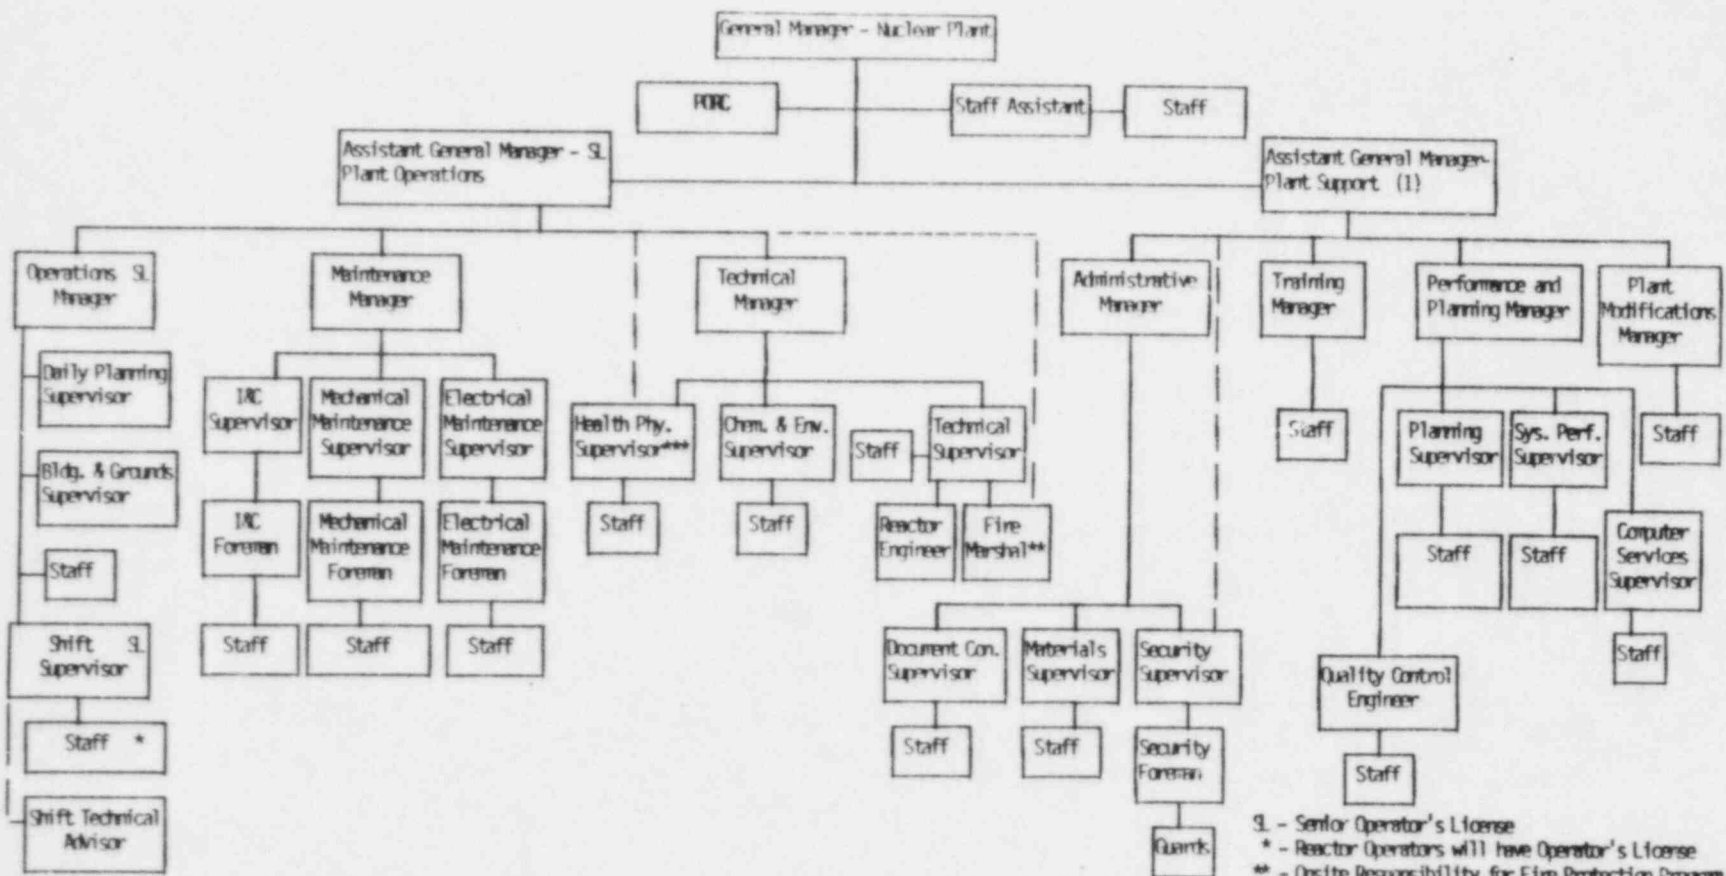 General Manager - Nuclear Plant
PORC
Staff Assistant
Staff
Assistant General Manager - SL
Plant Operations
Assistant General Manager-
Plant Support (1)
Operations SL
Manager
Maintenance
Manager
Technical
Manager
Administrative
Manager
Training
Manager
Performance and
Planning Manager
Plant
Modifications
Manager
Daily Planning
Supervisor
I&C
Supervisor
Mechanical
Maintenance
Supervisor
Electrical
Maintenance
Supervisor
Health Phy.
Supervisor***
Chem. & Env.
Supervisor
Staff
Technical
Supervisor
Staff
Planning
Supervisor
Sys. Perf.
Supervisor
Staff
Bldg. & Grounds
Supervisor
I&C
Foreman
Mechanical
Maintenance
Foreman
Electrical
Maintenance
Foreman
Staff
Staff
Reactor
Engineer
Fire
Marshal**
Staff
Staff
Computer
Services
Supervisor
Staff
Shift SL
Supervisor
Staff
Staff
Staff
Document Con.
Supervisor
Materials
Supervisor
Security
Supervisor
Quality Control
Engineer
Staff
Staff *
Staff
Staff
Security
Foreman
Staff
Shift Technical
Advisor
Guards
SL - Senior Operator's License
* - Reactor Operators will have Operator's License
** - Onsite Responsibility for Fire Protection Program